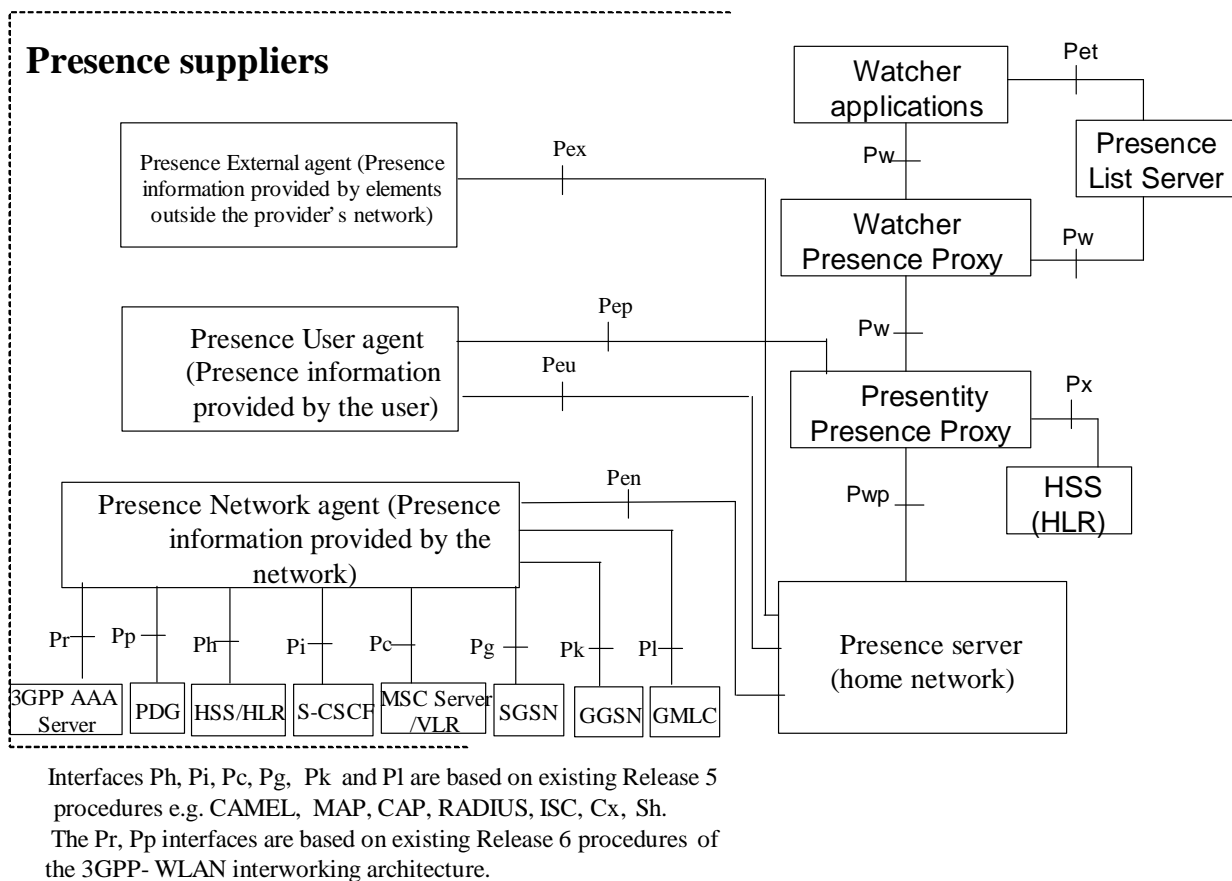 Presence suppliers
Watcher
applications
Pet
Presence
List Server
Pw
Watcher
Presence Proxy
Pw
Presence External agent (Presence
information provided by elements
outside the provider’s network)
Pex
Presence User agent
(Presence information
provided by the user)
Pep
Peu
Pw
Presentity
Presence Proxy
Px
HSS
(HLR)
Pwp
Presence Network agent (Presence
information provided by the
network)
Pen
Pr
Pp
Ph
Pi
Pc
Pg
Pk
Pl
3GPP AAA
Server
PDG
HSS/HLR
S-CSCF
MSC Server
/VLR
SGSN
GGSN
GMLC
Presence server
(home network)
Interfaces Ph, Pi, Pc, Pg, Pk and Pl are based on existing Release 5
procedures e.g. CAMEL, MAP, CAP, RADIUS, ISC, Cx, Sh.
The Pr, Pp interfaces are based on existing Release 6 procedures of
the 3GPP- WLAN interworking architecture.